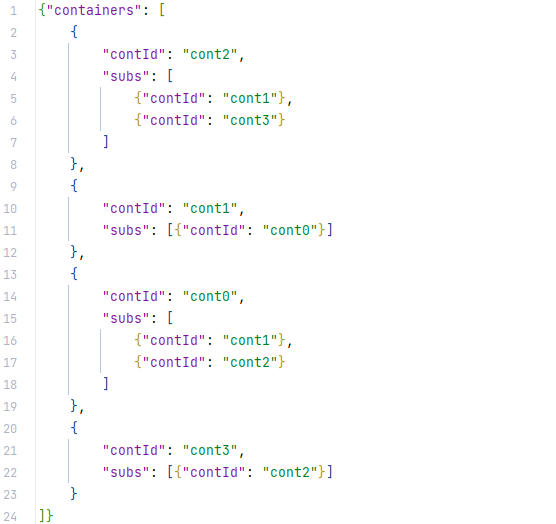 1 {"containers": [
2     {
3         "contId": "cont2",
4         "subs": [
5             {"contId": "cont1"},
6             {"contId": "cont3"}
7         ]
8     },
9     {
10         "contId": "cont1",
11         "subs": [{"contId": "cont0"}]
12     },
13     {
14         "contId": "cont0",
15         "subs": [
16             {"contId": "cont1"},
17             {"contId": "cont2"}
18         ]
19     },
20     {
21         "contId": "cont3",
22         "subs": [{"contId": "cont2"}]
23     }
24 ]}